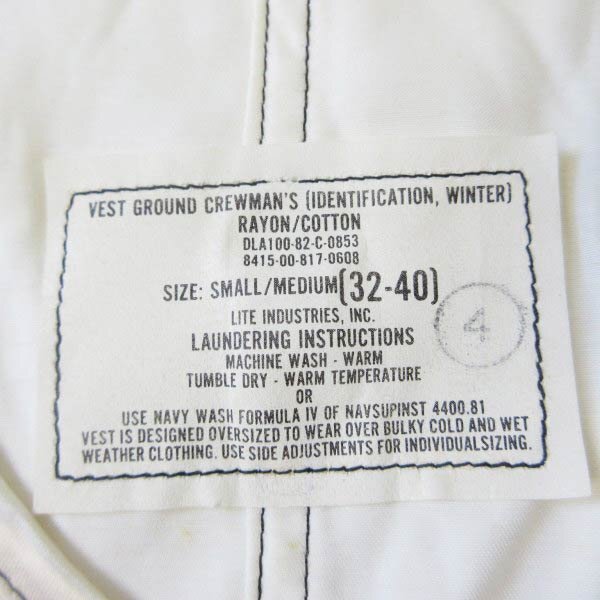 VEST GROUND CREWMAN'S (IDENTIFICATION, WINTER)
RAYON/COTTON
DLA100-82-C-0853
8415-00-817-0608
SIZE: SMALL/MEDIUM (32-40)
LITE INDUSTRIES, INC.
4
LAUNDERING INSTRUCTIONS
MACHINE WASH - WARM
TUMBLE DRY - WARM TEMPERATURE
OR
USE NAVY WASH FORMULA IV OF NAVSUPINST 4400.81
VEST IS DESIGNED OVERSIZED TO WEAR OVER BULKY COLD AND WET
WEATHER CLOTHING. USE SIDE ADJUSTMENTS FOR INDIVIDUALSIZING.